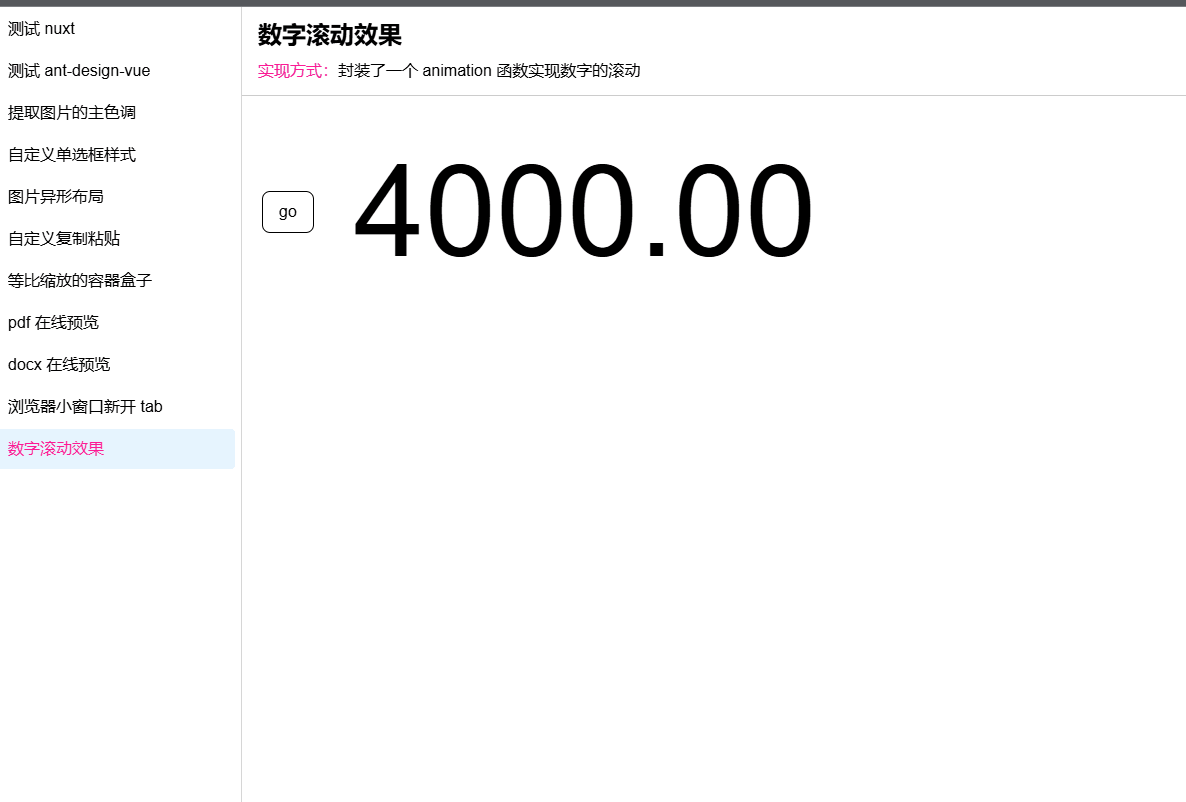 测试 nuxt
测试 ant-design-vue
提取图片的主色调
自定义单选框样式
图片异形布局
自定义复制粘贴
等比缩放的容器盒子
pdf 在线预览
docx 在线预览
浏览器小窗口新开 tab
数字滚动效果
数字滚动效果
实现方式：封装了一个 animation 函数实现数字的滚动
go
4000.00